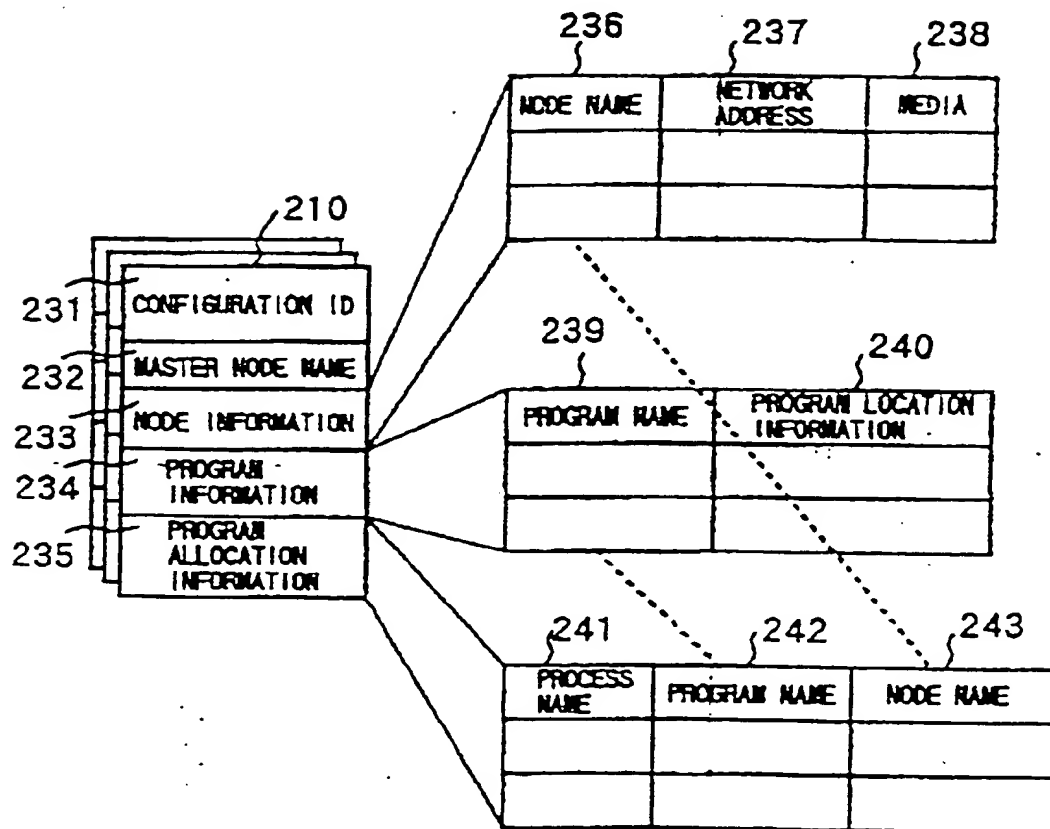 236
237
238
NODE NAME
NETWORK
ADDRESS
MEDIA
210
231
CONFIGURATION ID
232
MASTER NODE NAME
233
NODE INFORMATION
234
PROGRAM
INFORMATION
235
PROGRAM
ALLOCATION
INFORMATION
239
240
PROGRAM NAME
PROGRAM LOCATION
INFORMATION
241
242
243
PROCESS
NAME
PROGRAM NAME
NODE NAME